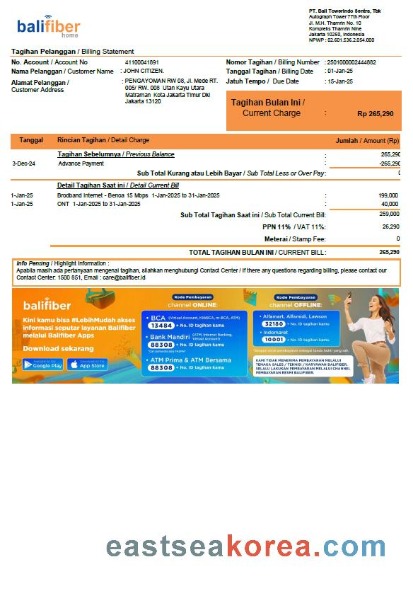 balifiber
home
PT. Bali Towerindo Sentra, Tbk
Autograph Tower 77th Floor
Jl. M.H. Thamrin No. 10
Kompleks Thamrin Nine
Jakarta 10350, Indonesia
Tagihan Pelanggan / Billing Statement
No. Account / Account No : 41100041891
Nama Pelanggan / Customer Name : JOHN CITIZEN.
Alamat Pelanggan / Customer Address : PENGAYOMAN RW 08, Jl. Mede RT.
005/ RW. 008 Utan Kayu Utara
Matraman Kota Jakarta Timur Dki
Jakarta 13120
Nomor Tagihan / Billing Number : 2501000002444882
Tanggal Tagihan / Billing Date : 01-Jan-25
Jatuh Tempo / Due Date : 15-Jan-25
Tagihan Bulan Ini /
Current Charge : Rp 265,290
Tanggal Rincian Tagihan / Detail Charge Jumlah / Amount (Rp)
Tagihan Sebelumnya / Previous Balance : 265,290
3-Dec-24 Advance Payment : -265,290
Sub Total Kurang atau Lebih Bayar / Sub Total Less or Over Pay: 0
Detail Tagihan Saat ini / Detail Current Bill
1-Jan-25 Brodband Internet - Benoa 15 Mbps 1-Jan-2025 to 31-Jan-2025 : 199,000
1-Jan-25 ONT 1-Jan-2025 to 31-Jan-2025 : 40,000
Sub Total Tagihan Saat ini / Sub Total Current Bill: 239,000
PPN 11% / VAT 11%: 26,290
Meterai / Stamp Fee: 0
TOTAL TAGIHAN BULAN INI / CURRENT BILL: 265,290
Info Penting / Highlight Information :
Apabila masih ada pertanyaan mengenai tagihan, silahkan menghubungi Contact Center / If there any questions regarding billing, please contact our
Contact Center: 1500 851, Email : care@balifiber.id
balifiber
Kini kamu bisa #LebihMudah akses
informasi seputar layanan Balifiber
melalui Balifiber Apps
Download sekarang
Google Play
App Store
Kode Pembayaran
channel ONLINE
• BCA
13484 + No. ID tagihan kamu
• Bank Mandiri
88308 + No. ID tagihan kamu
• ATM Prima & ATM Bersama
88308 + No. ID tagihan kamu
Kode Pembayaran
channel OFFLINE
• Alfamart, Alfamidi, Lawson
32180 + No. ID tagihan kamu
• Indomaret
10001 + No. ID tagihan kamu
eastseakorea.com